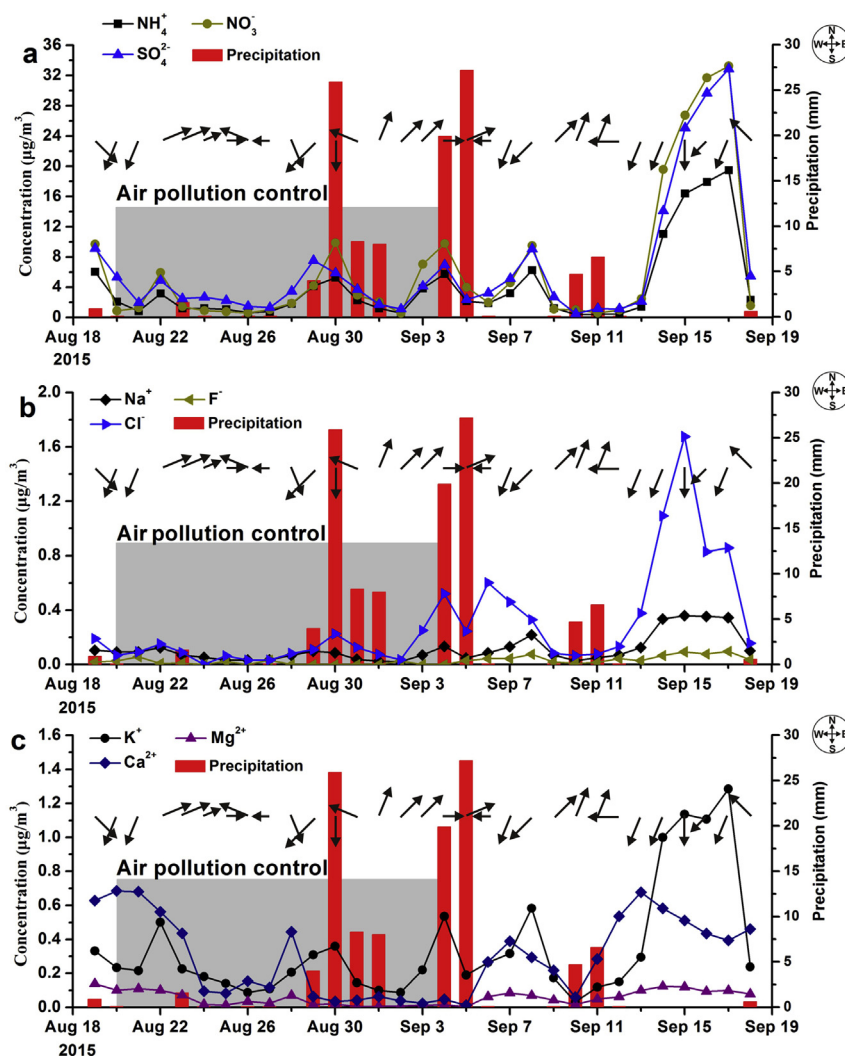 a
NH₄⁺ NO₃⁻
SO₄²⁻ Precipitation
N
W E
S
Concentration (µg/m³)
36
32
28
24
20
16
12
8
4
0
Air pollution control
30
25
20
15
10
5
0
Precipitation (mm)
Aug 18 Aug 22 Aug 26 Aug 30 Sep 3 Sep 7 Sep 11 Sep 15 Sep 19
2015
b
Na⁺ F⁻
Cl⁻ Precipitation
N
W E
S
Concentration (µg/m³)
2.0
1.6
1.2
0.8
0.4
0.0
Air pollution control
30
25
20
15
10
5
0
Precipitation (mm)
Aug 18 Aug 22 Aug 26 Aug 30 Sep 3 Sep 7 Sep 11 Sep 15 Sep 19
2015
c
K⁺ Mg²⁺
Ca²⁺ Precipitation
N
W E
S
Concentration (µg/m³)
1.6
1.4
1.2
1.0
0.8
0.6
0.4
0.2
0.0
Air pollution control
30
25
20
15
10
5
0
Precipitation (mm)
Aug 18 Aug 22 Aug 26 Aug 30 Sep 3 Sep 7 Sep 11 Sep 15 Sep 19
2015